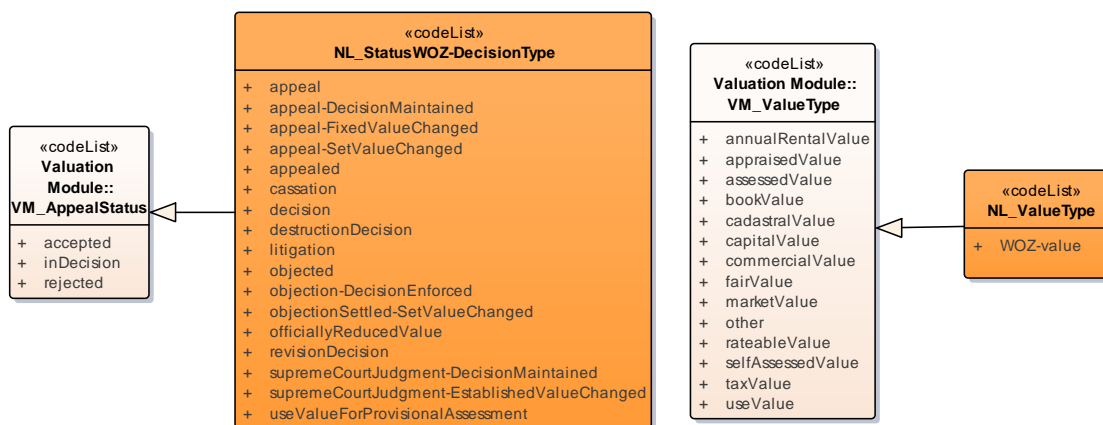 «codeList»
Valuation
Module::
VM_AppealStatus
+ accepted
+ inDecision
+ rejected
«codeList»
NL_StatusWOZ-DecisionType
+ appeal
+ appeal-DecisionMaintained
+ appeal-FixedValueChanged
+ appeal-SetValueChanged
+ appealed
+ cassation
+ decision
+ destructionDecision
+ litigation
+ objected
+ objection-DecisionEnforced
+ objectionSettled-SetValueChanged
+ officiallyReducedValue
+ revisionDecision
+ supremeCourtJudgment-DecisionMaintained
+ supremeCourtJudgment-EstablishedValueChanged
+ useValueForProvisionalAssessment
«codeList»
Valuation Module::
VM_ValueType
+ annualRentalValue
+ appraisedValue
+ assessedValue
+ bookValue
+ cadastralValue
+ capitalValue
+ commercialValue
+ fairValue
+ marketValue
+ other
+ rateableValue
+ selfAssessedValue
+ taxValue
+ useValue
«codeList»
NL_ValueType
+ WOZ-value